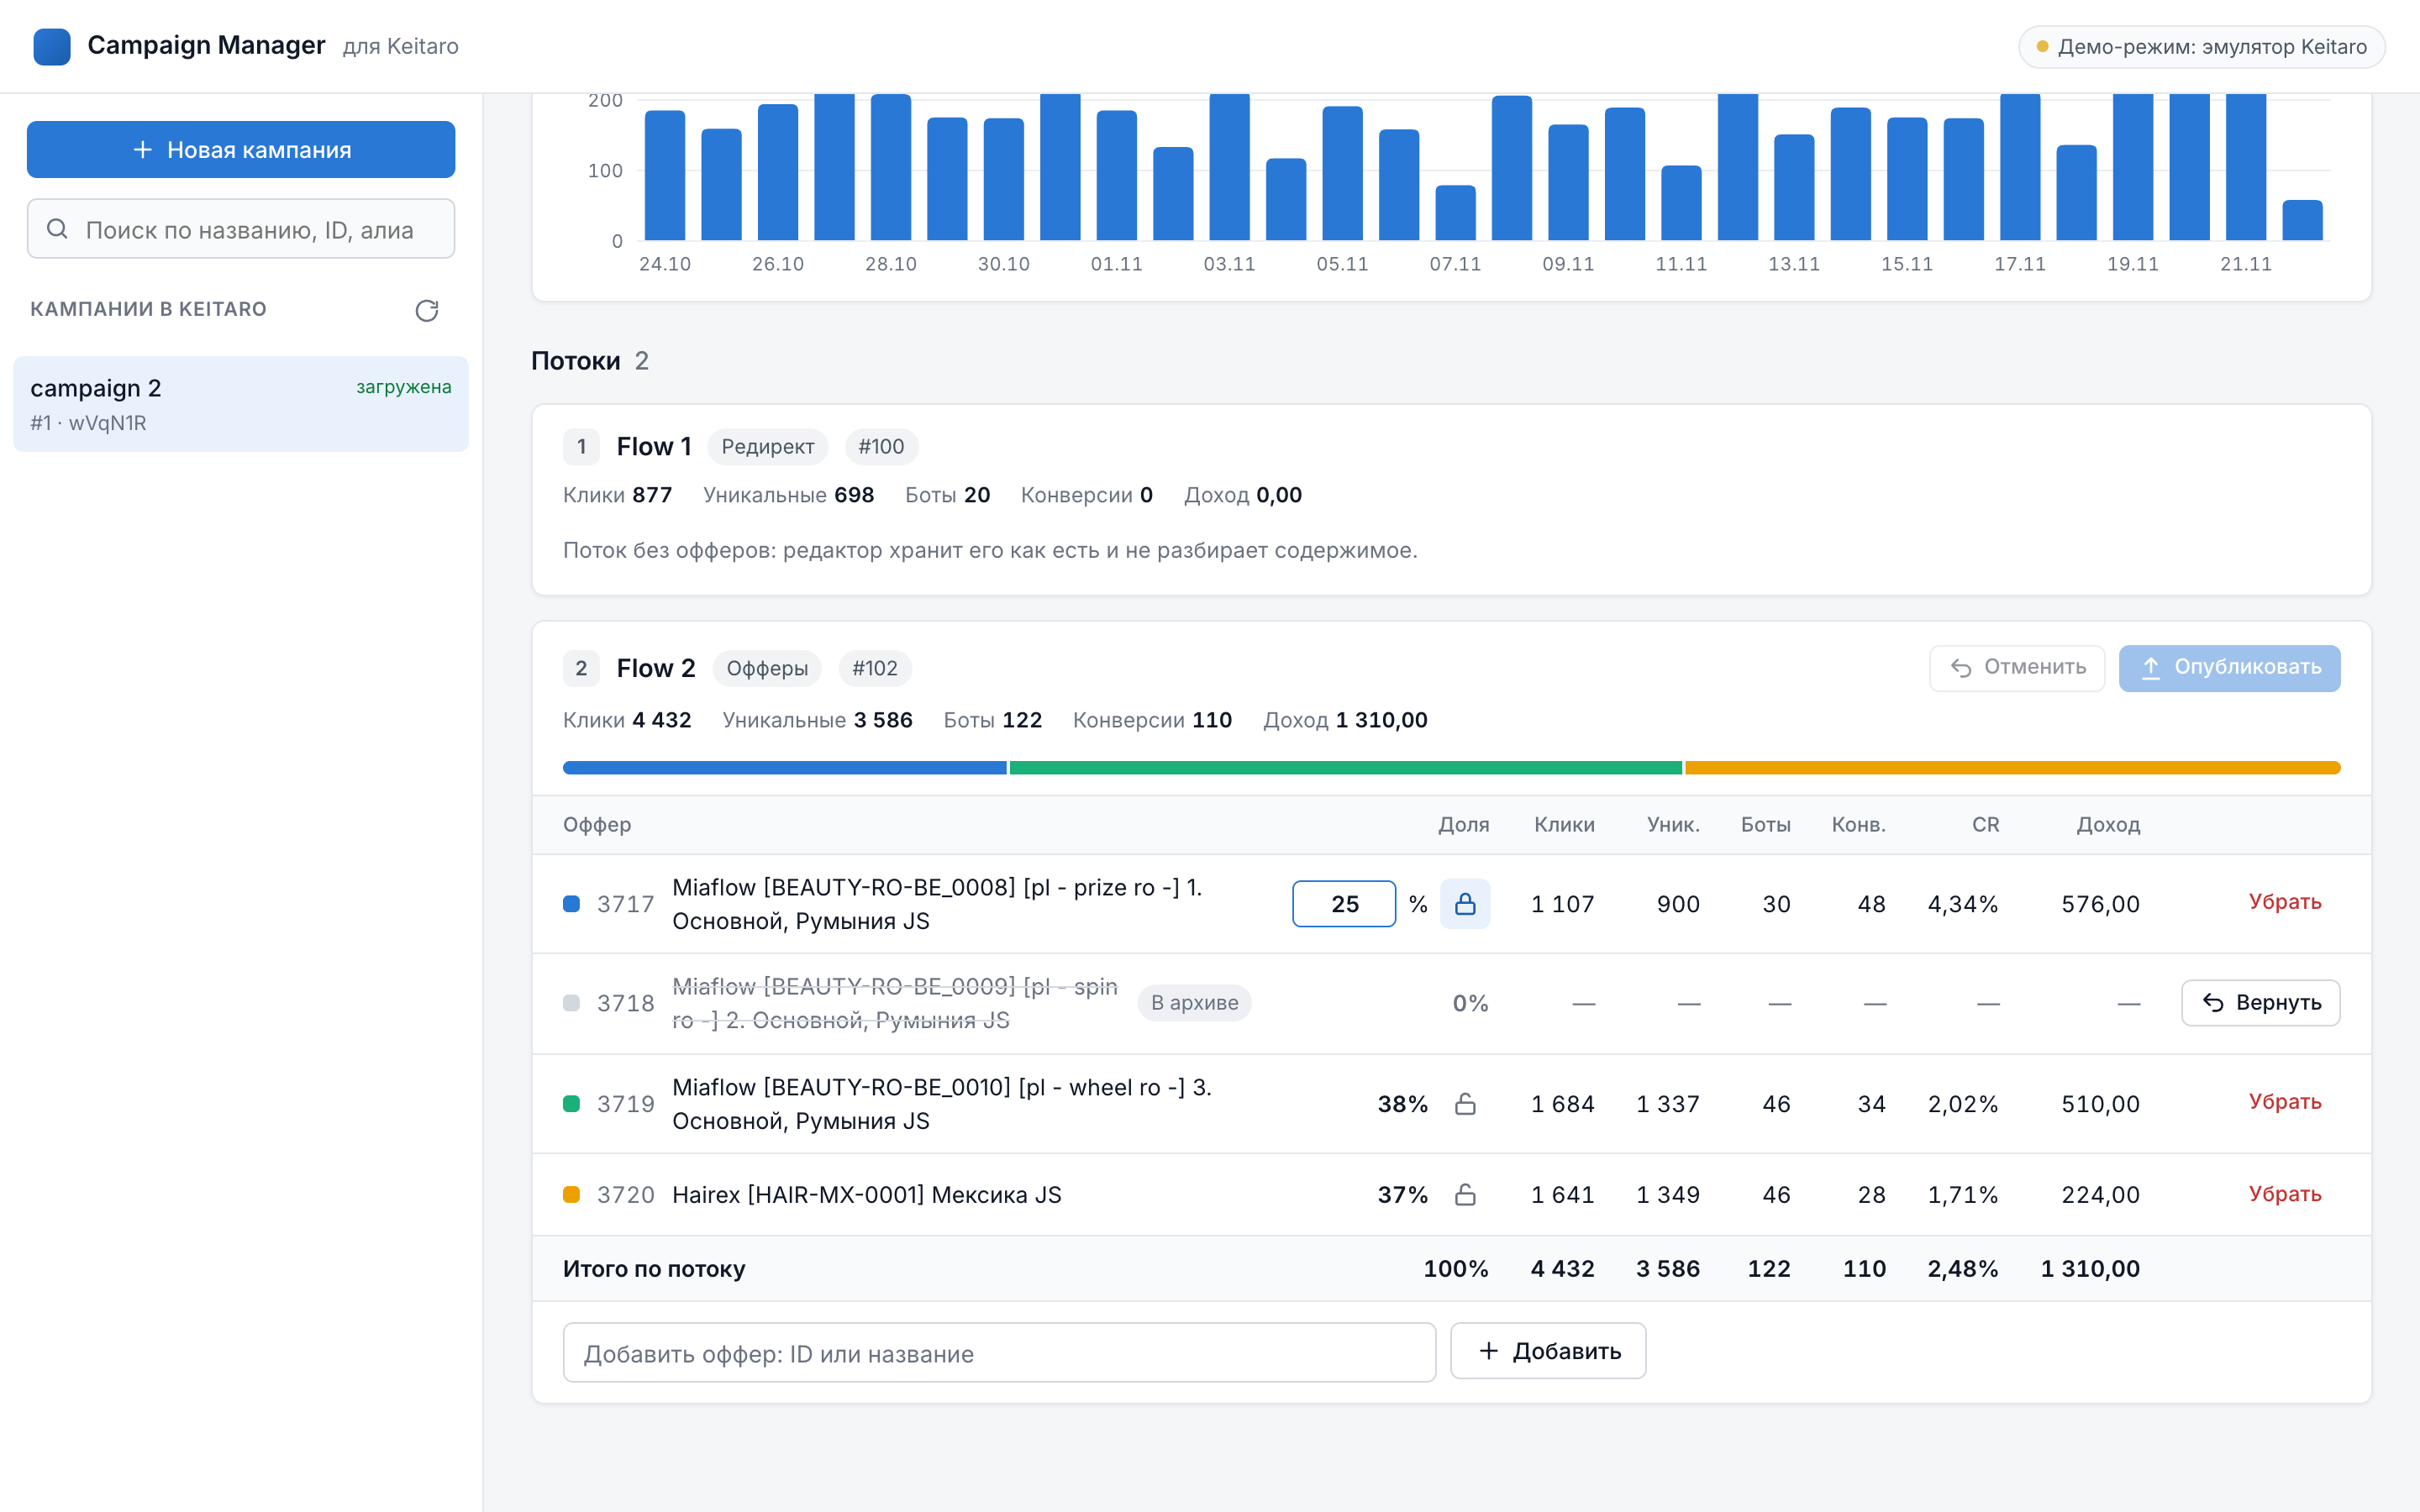 Campaign Manager для Keitaro
Демо-режим: эмулятор Keitaro
Новая кампания
Поиск по названию, ID, алиа
КАМПАНИИ В KEITARO
campaign 2 загружена
#1 · wVqN1R
200
100
0
24.10 26.10 28.10 30.10 01.11 03.11 05.11 07.11 09.11 11.11 13.11 15.11 17.11 19.11 21.11
Потоки 2
1 Flow 1 Редирект #100
Клики 877 Уникальные 698 Боты 20 Конверсии 0 Доход 0,00
Поток без офферов: редактор хранит его как есть и не разбирает содержимое.
2 Flow 2 Офферы #102 Отменить Опубликовать
Клики 4 432 Уникальные 3 586 Боты 122 Конверсии 110 Доход 1 310,00
Оффер Доля Клики Уник. Боты Конв. CR Доход
3717 Miaflow [BEAUTY-RO-BE_0008] [pl - prize ro -] 1.
Основной, Румыния JS
25 % 1 107 900 30 48 4,34% 576,00 Убрать
3718 Miaflow [BEAUTY-RO-BE_0009] [pl - spin
ro -] 2. Основной, Румыния JS
В архиве 0% — — — — — — Вернуть
3719 Miaflow [BEAUTY-RO-BE_0010] [pl - wheel ro -] 3.
Основной, Румыния JS
38% 1 684 1 337 46 34 2,02% 510,00 Убрать
3720 Hairex [HAIR-MX-0001] Мексика JS 37% 1 641 1 349 46 28 1,71% 224,00 Убрать
Итого по потоку 100% 4 432 3 586 122 110 2,48% 1 310,00
Добавить оффер: ID или название Добавить